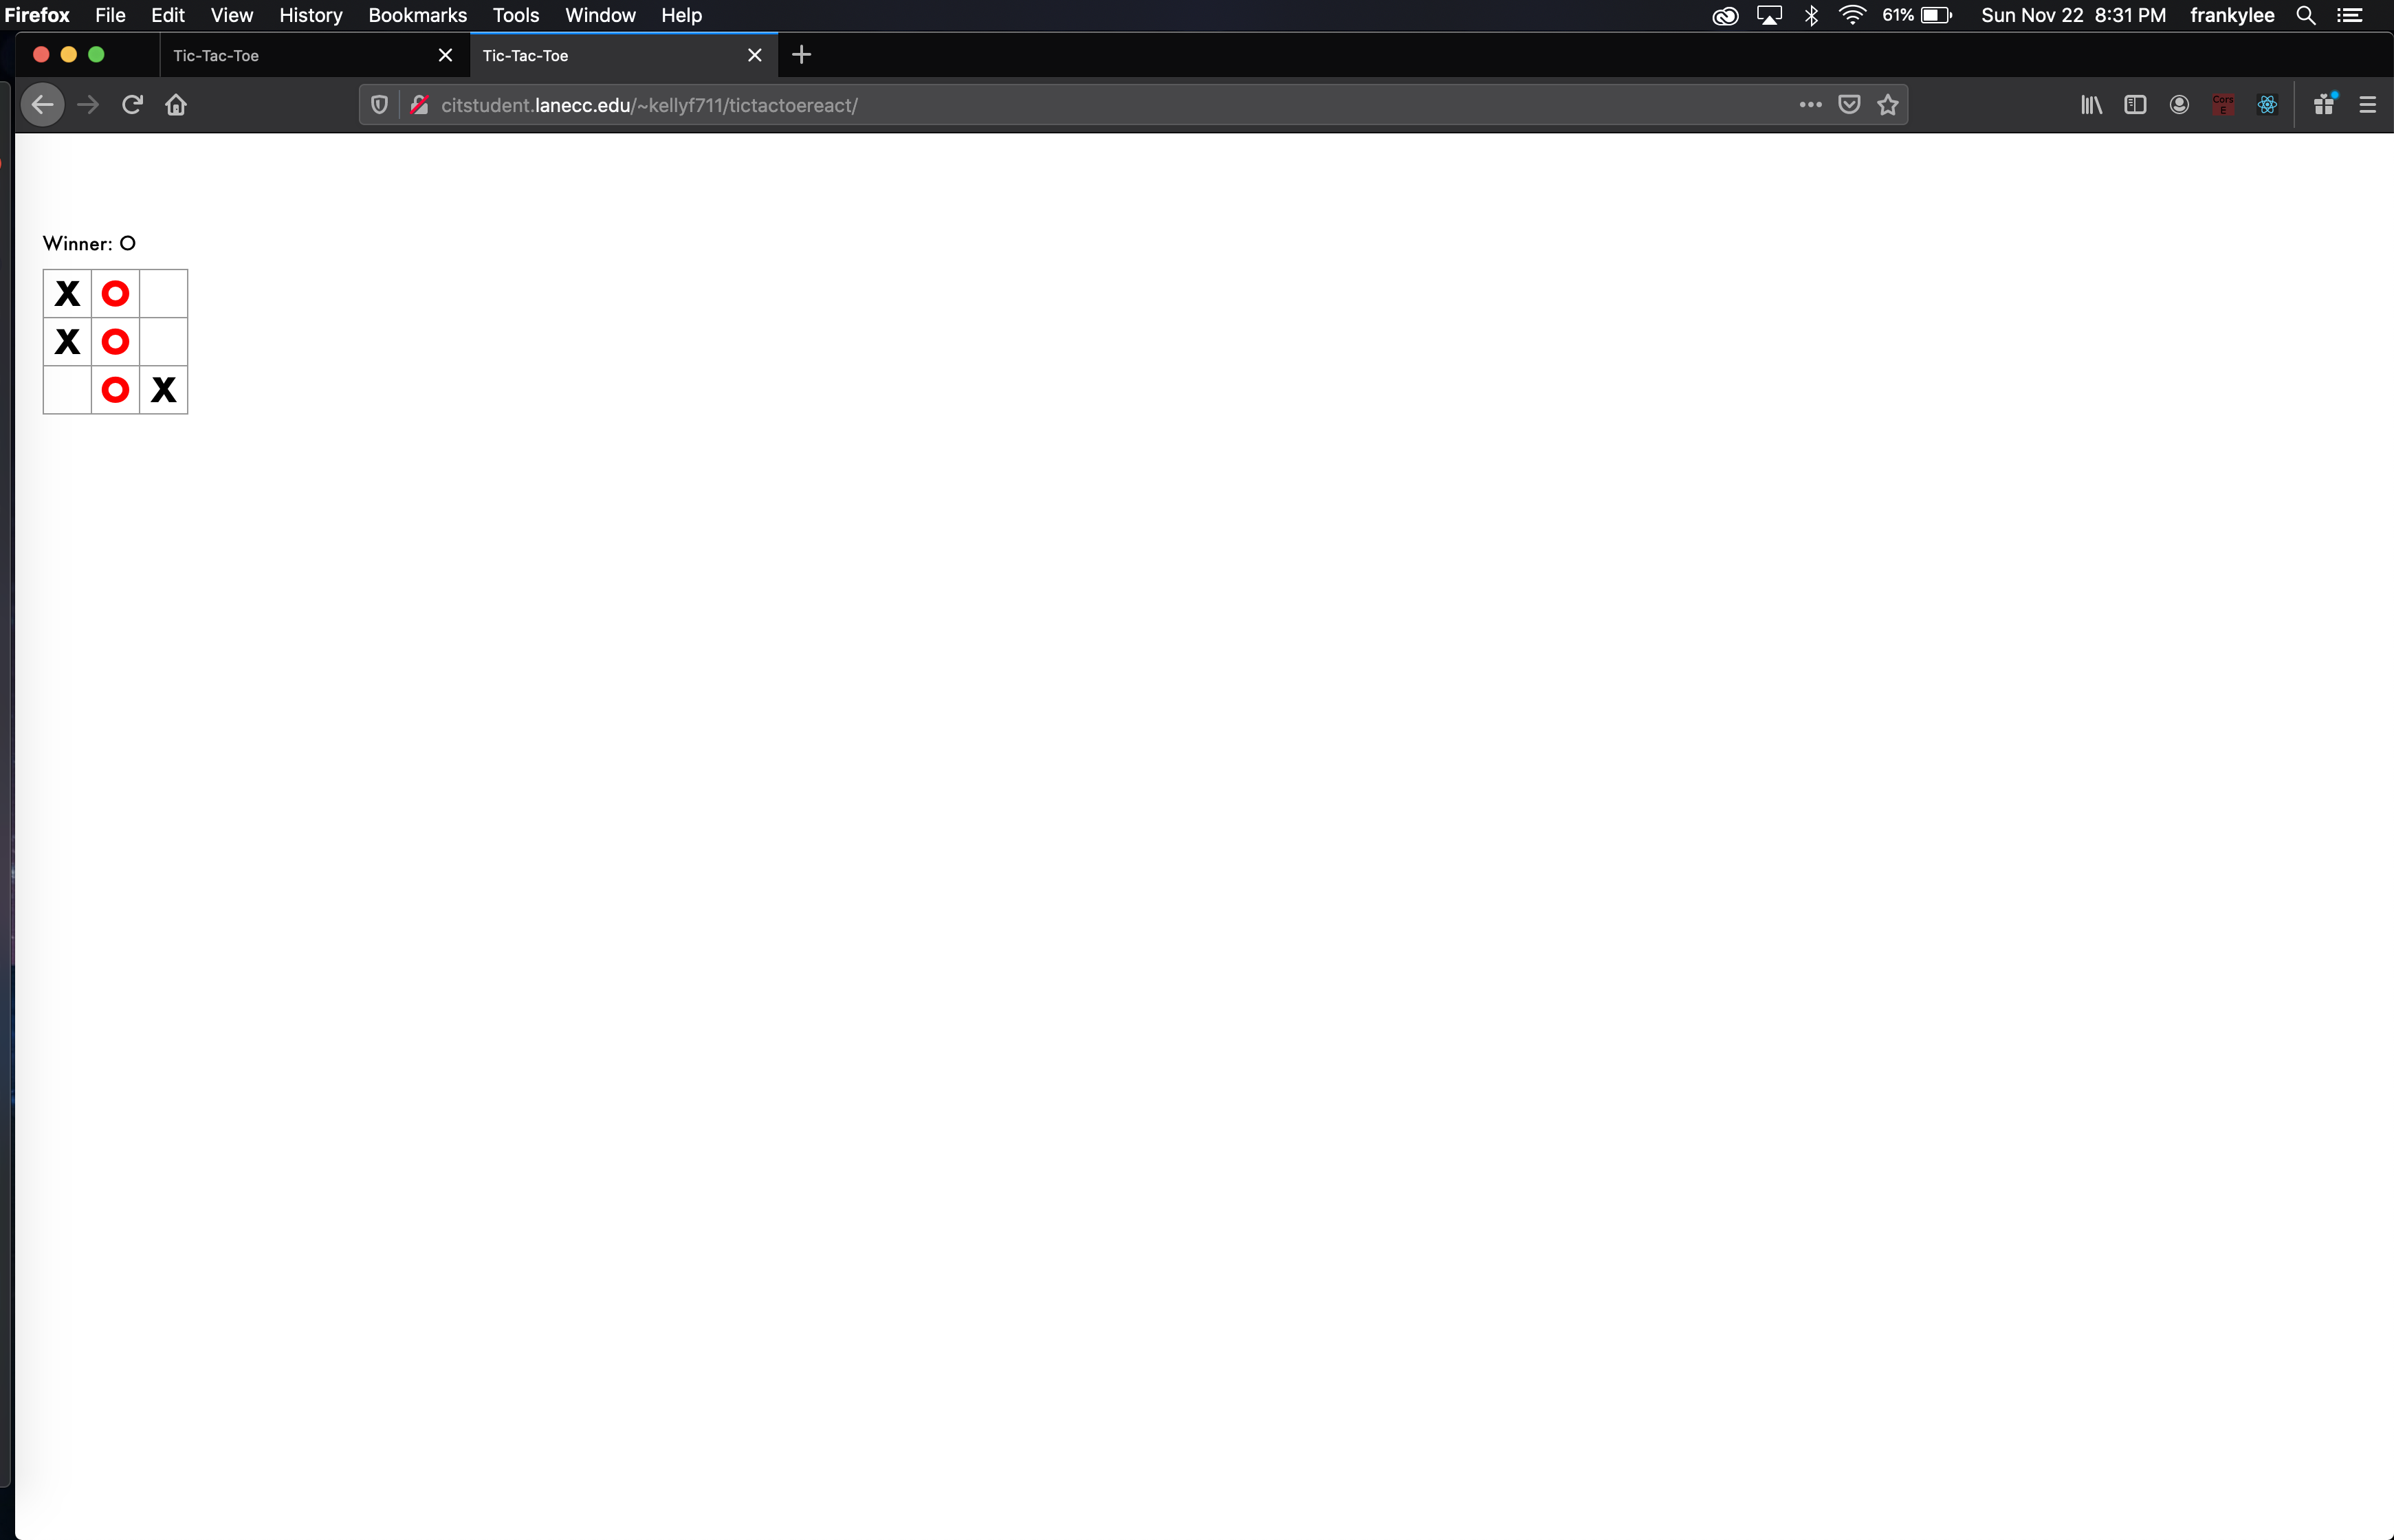 Firefox File Edit View History Bookmarks Tools Window Help 61% Sun Nov 22 8:31 PM frankylee
Tic-Tac-Toe Tic-Tac-Toe
citstudent.lanecc.edu/~kellyf711/tictactoereact/ Cors E
Winner: O
X O
X O
O X